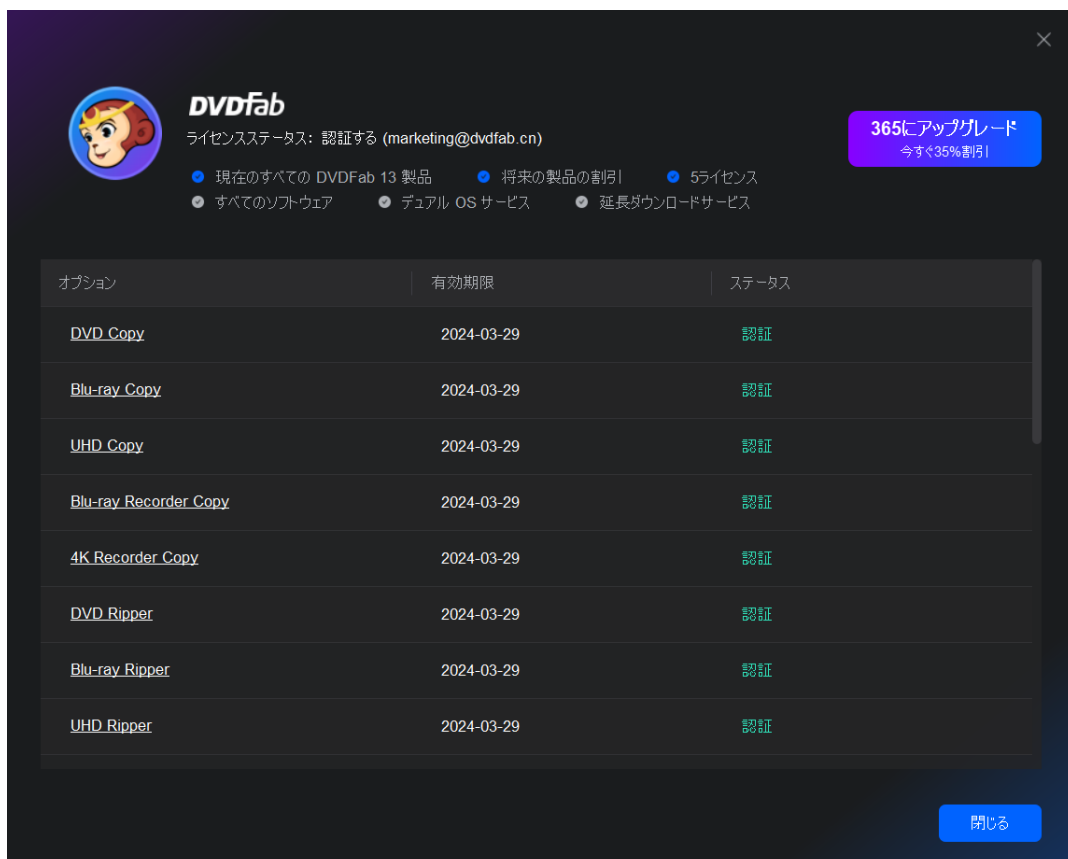 DVDFab
ライセンスステータス: 認証する (marketing@dvdfab.cn)
365にアップグレード
今すぐ35%割引
現在のすべての DVDFab 13 製品 将来の製品の割引 5ライセンス
すべてのソフトウェア デュアル OS サービス 延長ダウンロードサービス
オプション 有効期限 ステータス
DVD Copy 2024-03-29 認証
Blu-ray Copy 2024-03-29 認証
UHD Copy 2024-03-29 認証
Blu-ray Recorder Copy 2024-03-29 認証
4K Recorder Copy 2024-03-29 認証
DVD Ripper 2024-03-29 認証
Blu-ray Ripper 2024-03-29 認証
UHD Ripper 2024-03-29 認証
閉じる